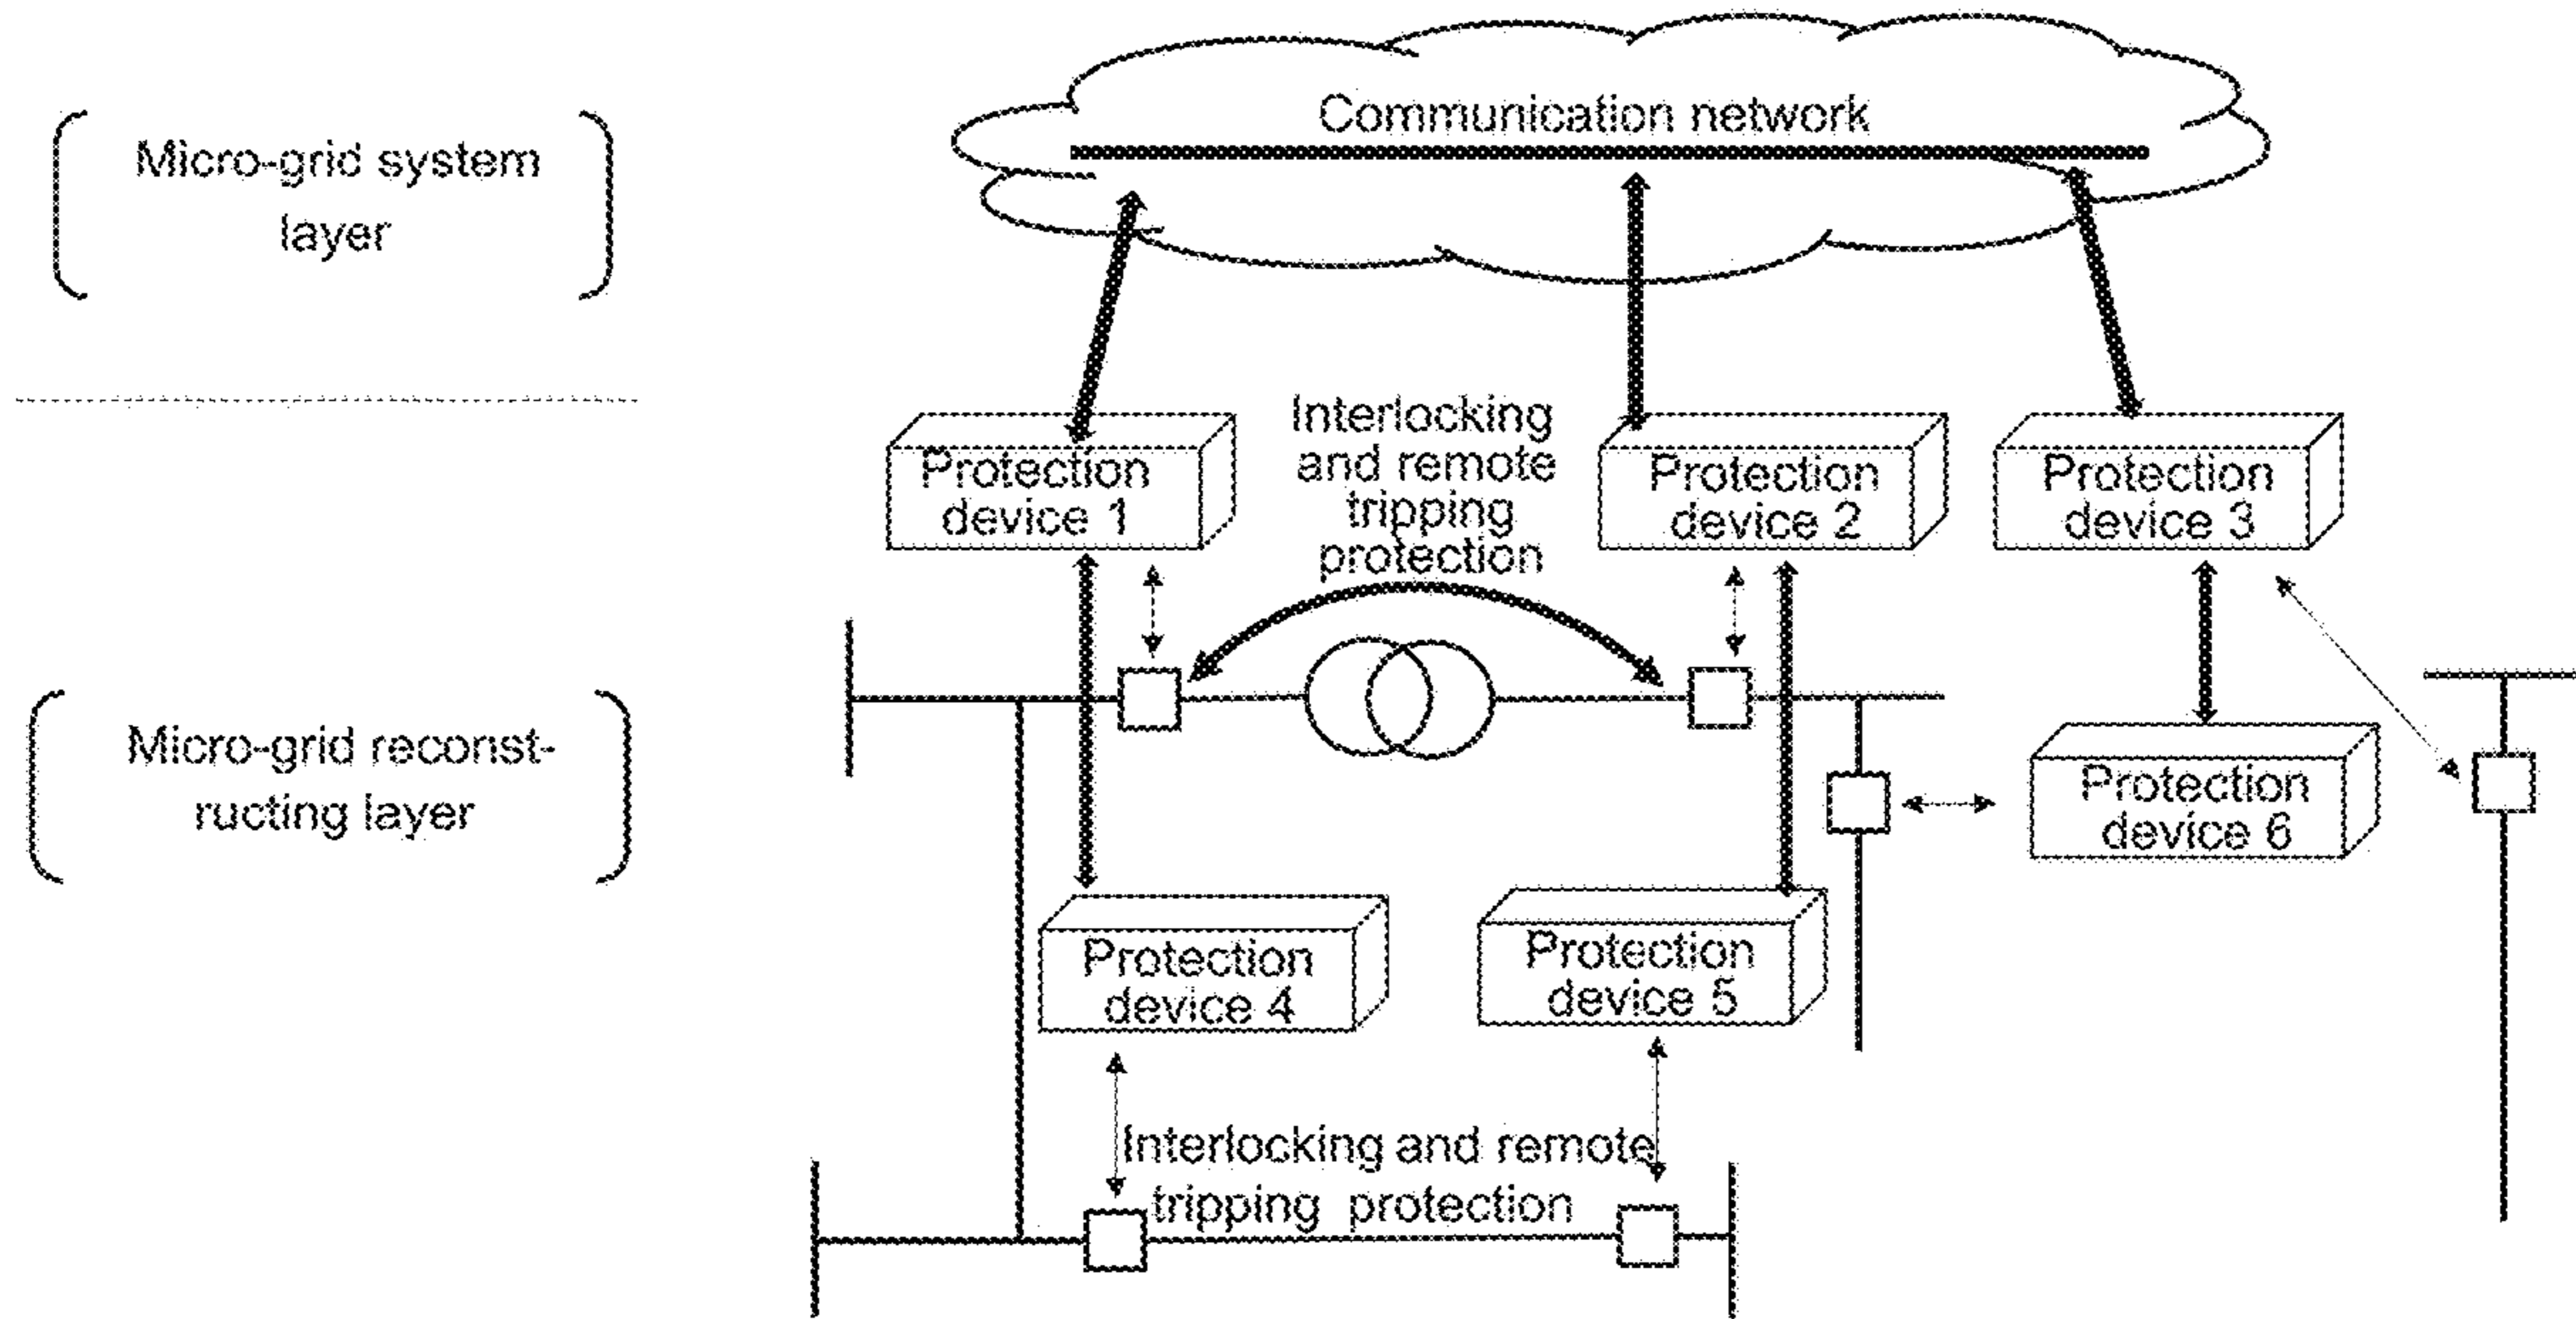 Communication network
Micro-grid system
layer
Interlocking
and remote
tripping
protection
Protection
device 1
Protection
device 2
Protection
device 3
Micro-grid reconst-
ructing layer
Protection
device 6
Protection
device 4
Protection
device 5
Interlocking and remote
tripping protection